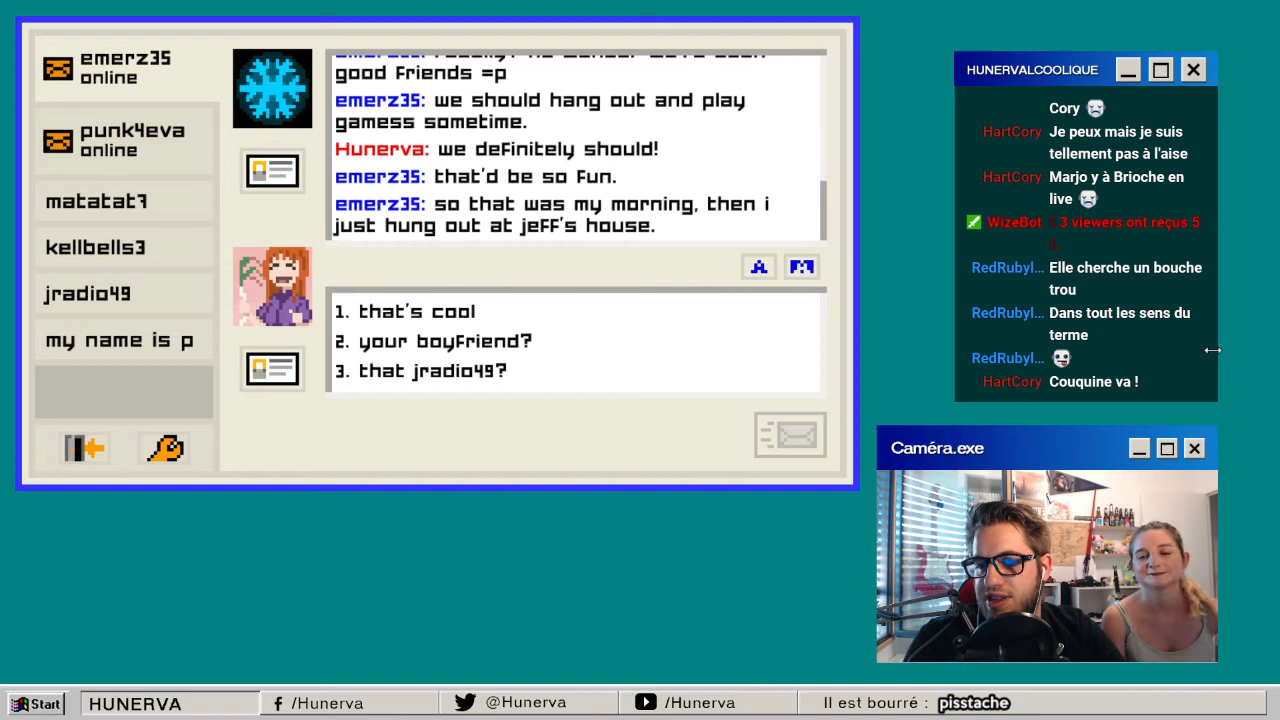 emerz35
online
punk4eva
online
matatat7
kellbells3
jradio49
my name is p
good friends =p
emerz35: we should hang out and play
gamess sometime.
Hunerva: we definitely should!
emerz35: that'd be so fun.
emerz35: so that was my morning, then i
just hung out at jeff's house.
A
1. that's cool
2. your boyfriend?
3. that jradio49?
HUNERVALCOOLIQUE
Cory
HartCory Je peux mais je suis
tellement pas à l'aise
HartCory Marjo y à Brioche en
live
WizeBot 3 viewers ont reçus 5
RedRubyl... Elle cherche un bouche
trou
RedRubyl... Dans tout les sens du
terme
RedRubyl...
HartCory Couquine va !
Caméra.exe
Start
HUNERVA
/Hunerva
@Hunerva
/Hunerva
Il est bourré : pisstache